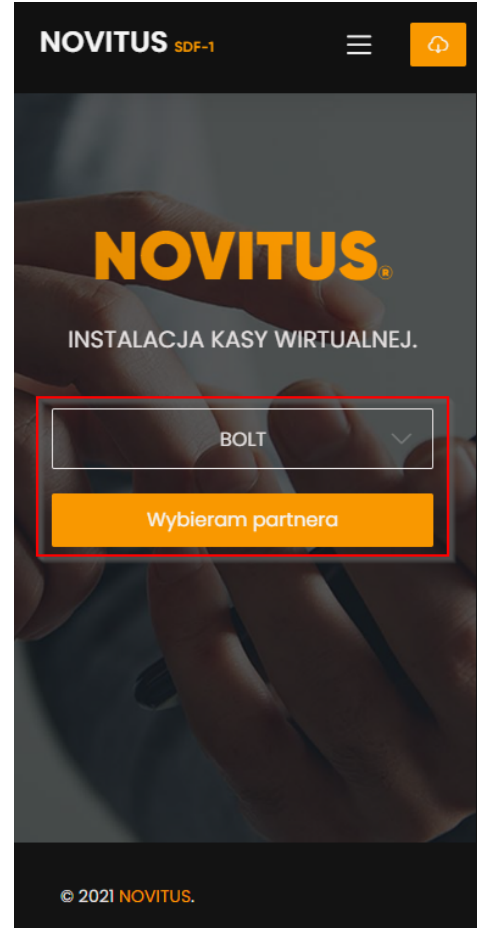 NOVITUS SDF-1
NOVITUS®
INSTALACJA KASY WIRTUALNEJ.
BOLT
Wybieram partnera
© 2021 NOVITUS.